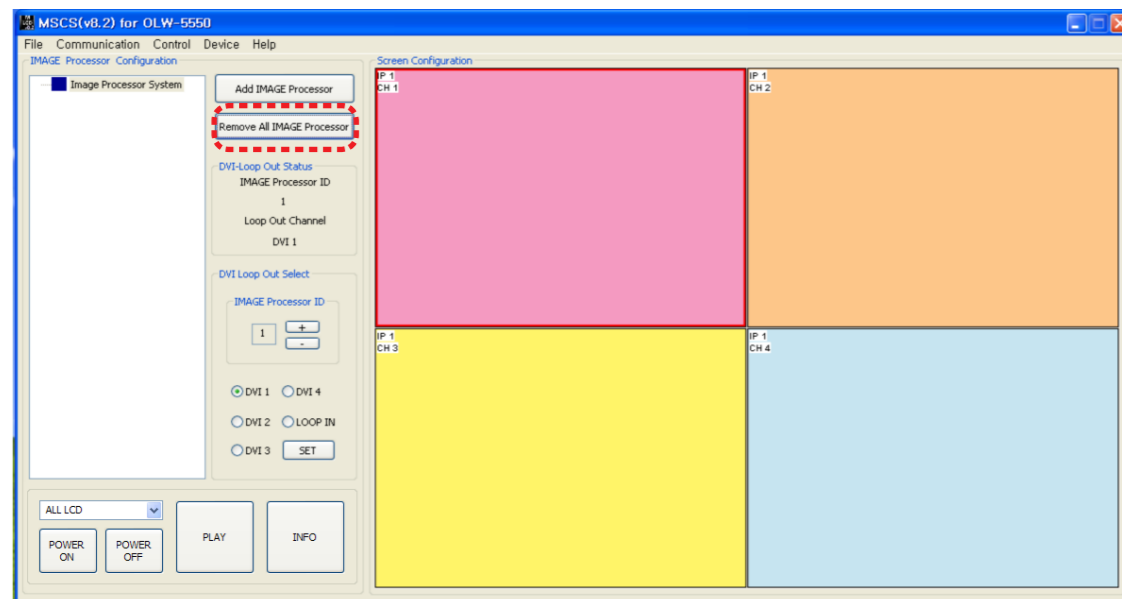 MSCS(v8.2) for OLW-5550
File Communication Control Device Help
IMAGE Processor Configuration
Image Processor System
Add IMAGE Processor
Remove All IMAGE Processor
DVI-Loop Out Status
IMAGE Processor ID
1
Loop Out Channel
DVI 1
DVI Loop Out Select
IMAGE Processor ID
1
+
-
DVI 1 DVI 4
DVI 2 LOOP IN
DVI 3 SET
ALL LCD
POWER
ON
POWER
OFF
PLAY
INFO
Screen Configuration
IP 1
CH 1
IP 1
CH 2
IP 1
CH 3
IP 1
CH 4